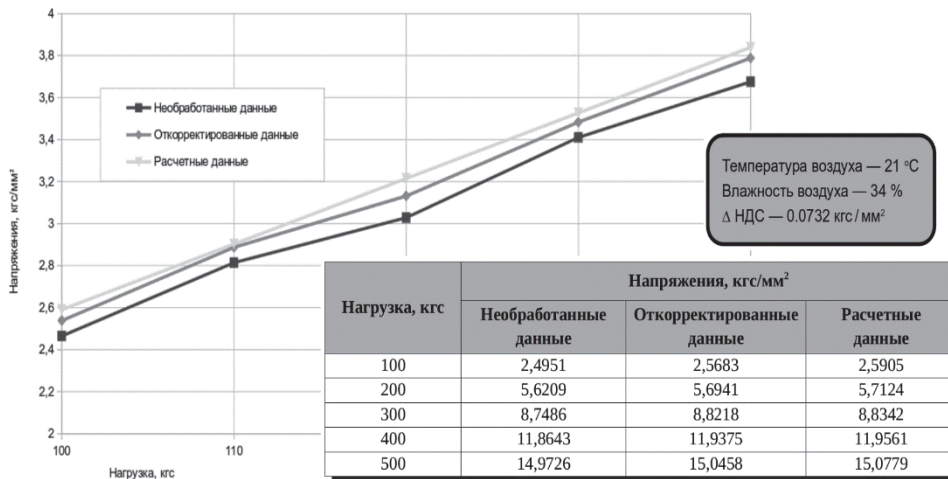 4
3,8
3,6
3,4
3,2
3
2,8
2,6
2,4
2,2
2
Напряжения, кгс/мм²
Необработанные данные
Откорректированные данные
Расчетные данные
100
110
Нагрузка, кгс
Температура воздуха — 21 °C
Влажность воздуха — 34 %
Δ НДС — 0.0732 кгс / мм²
Нагрузка, кгс
Напряжения, кгс/мм²
Необработанные данные
Откорректированные данные
Расчетные данные
100 2,4951 2,5683 2,5905
200 5,6209 5,6941 5,7124
300 8,7486 8,8218 8,8342
400 11,8643 11,9375 11,9561
500 14,9726 15,0458 15,0779